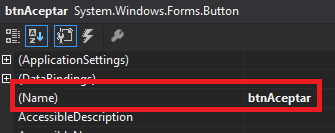 btnAceptar System.Windows.Forms.Button
(ApplicationSettings)
(DataBindings)
(Name) btnAceptar
AccessibleDescription